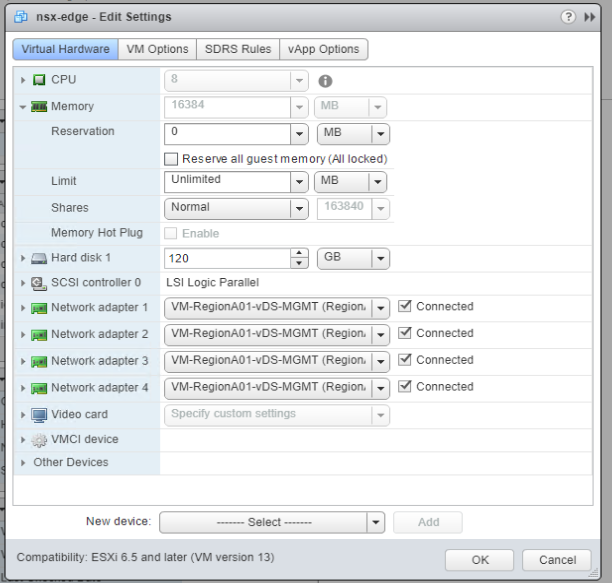 nsx-edge - Edit Settings
Virtual Hardware VM Options SDRS Rules vApp Options
CPU 8
Memory 16384 MB
Reservation 0 MB
Reserve all guest memory (All locked)
Limit Unlimited MB
Shares Normal 163840
Memory Hot Plug Enable
Hard disk 1 120 GB
SCSI controller 0 LSI Logic Parallel
Network adapter 1 VM-RegionA01-vDS-MGMT (Region, Connected
Network adapter 2 VM-RegionA01-vDS-MGMT (Region, Connected
Network adapter 3 VM-RegionA01-vDS-MGMT (Region, Connected
Network adapter 4 VM-RegionA01-vDS-MGMT (Region, Connected
Video card Specify custom settings
VMCI device
Other Devices
New device: ------- Select ------- Add
Compatibility: ESXi 6.5 and later (VM version 13) OK Cancel